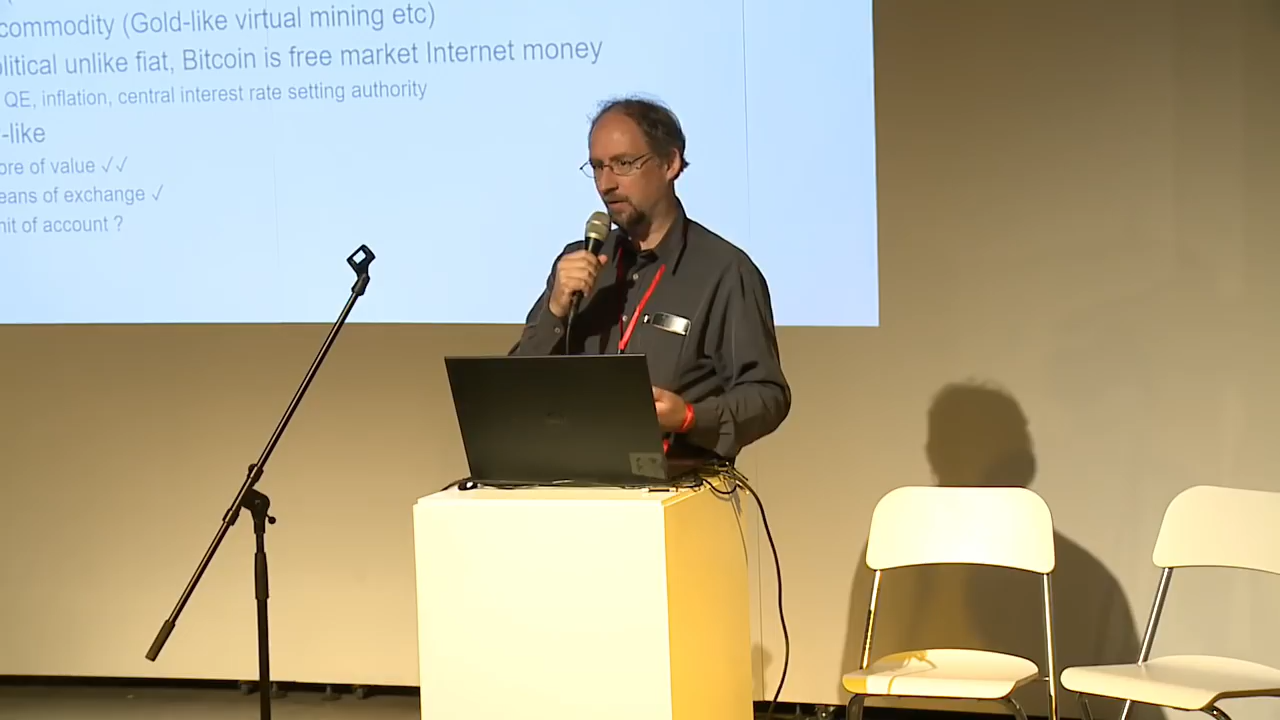 commodity (Gold-like virtual mining etc)
olitical unlike fiat, Bitcoin is free market Internet money
QE, inflation, central interest rate setting authority
-like
ore of value ✓✓
eans of exchange ✓
nit of account ?